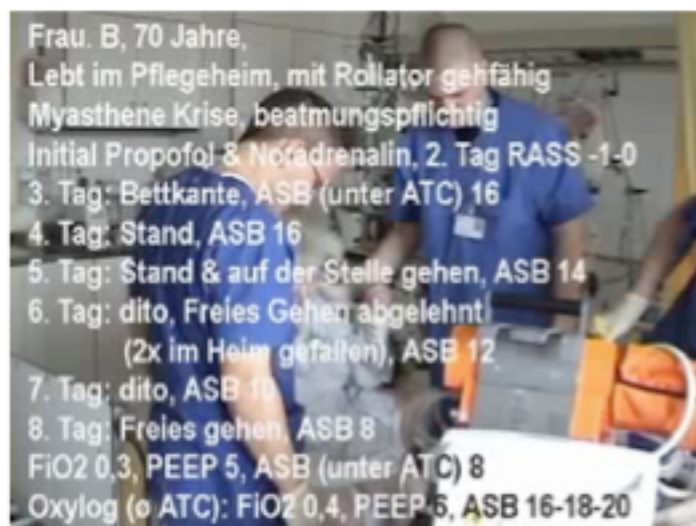 Frau. B, 70 Jahre,
Lebt im Pflegeheim, mit Rollator gehfähig
Myasthene Krise, beatmungspflichtig
Initial Propofol & Noradrenalin, 2. Tag RASS -1-0
3. Tag: Bettkante, ASB (unter ATC) 16
4. Tag: Stand, ASB 16
5. Tag: Stand & auf der Stelle gehen, ASB 14
6. Tag: dito, Freies Gehen abgelehnt
(2x im Heim gefallen), ASB 12
7. Tag: dito, ASB 10
8. Tag: Freies gehen, ASB 8
FiO2 0,3, PEEP 5, ASB (unter ATC) 8
Oxylog (ø ATC): FiO2 0,4, PEEP 6, ASB 16-18-20